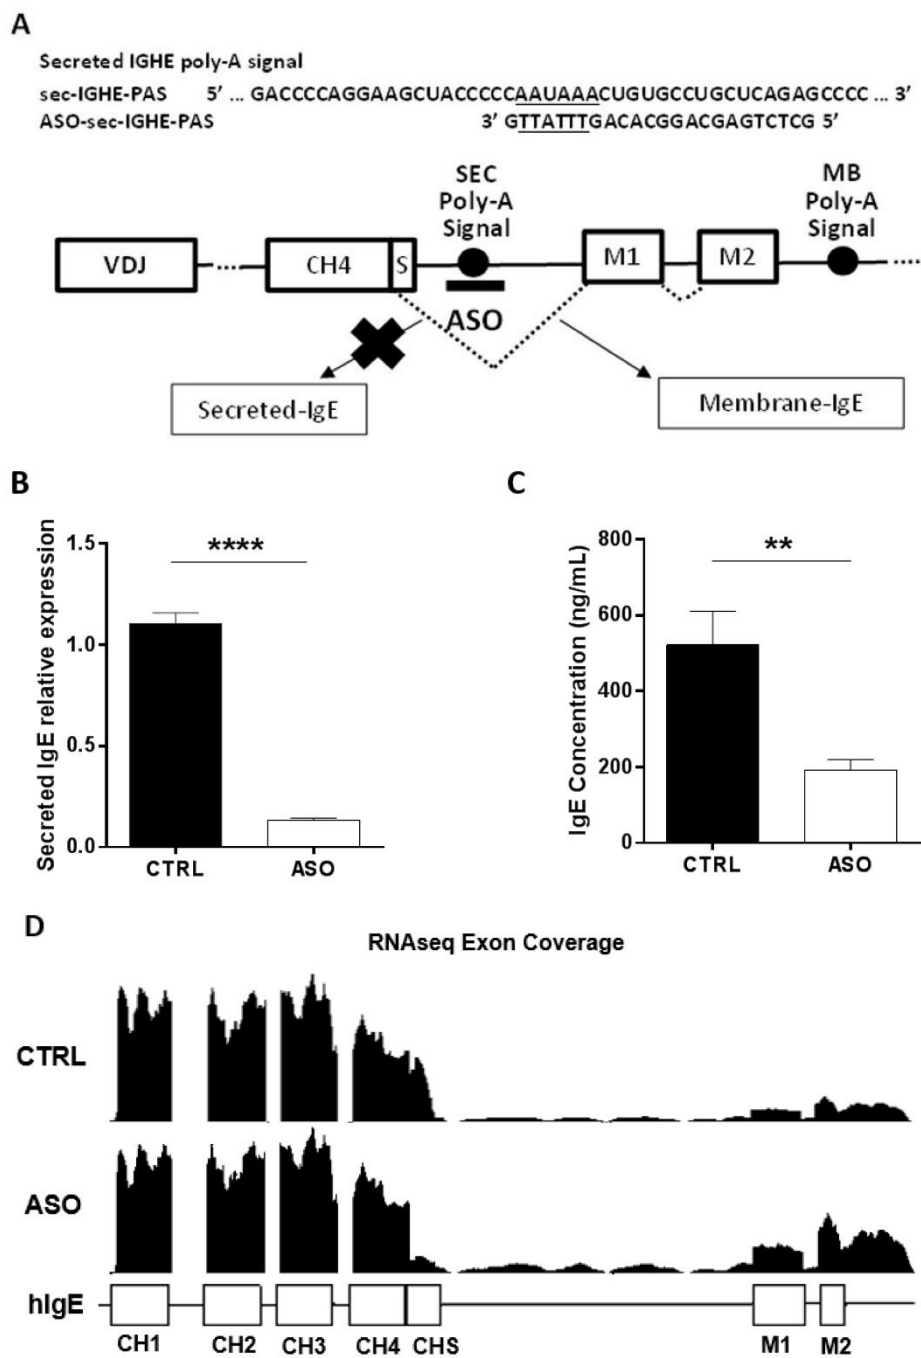 A
Secreted IGHE poly-A signal
sec-IGHE-PAS 5' ... GACCCCAGGAAGCUACCCCCAAUAAACUGUGCCUGCUCAGAGCCCC ... 3'
ASO-sec-IGHE-PAS 3' GTTATTTGACACGGACGAGTCTCG 5'
SEC
Poly-A
Signal
MB
Poly-A
Signal
VDJ
CH4
S
M1
M2
ASO
Secreted-IgE
Membrane-IgE
B
Secreted IgE relative expression
1.5
1.0
0.5
0.0
****
CTRL
ASO
C
IgE Concentration (ng/mL)
800
600
400
200
0
**
CTRL
ASO
D
RNAseq Exon Coverage
CTRL
ASO
hIgE
CH1 CH2 CH3 CH4 CHS M1 M2